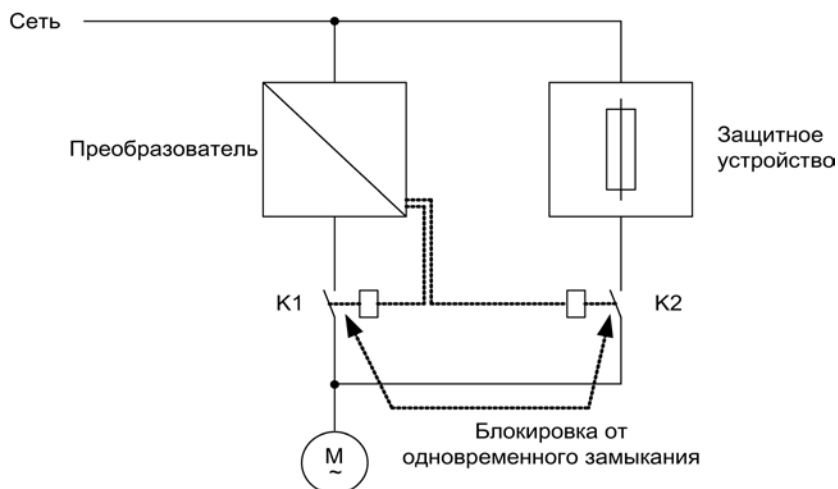 Сеть
Преобразователь
Защитное
устройство
K1
K2
Блокировка от
одновременного замыкания
M
~